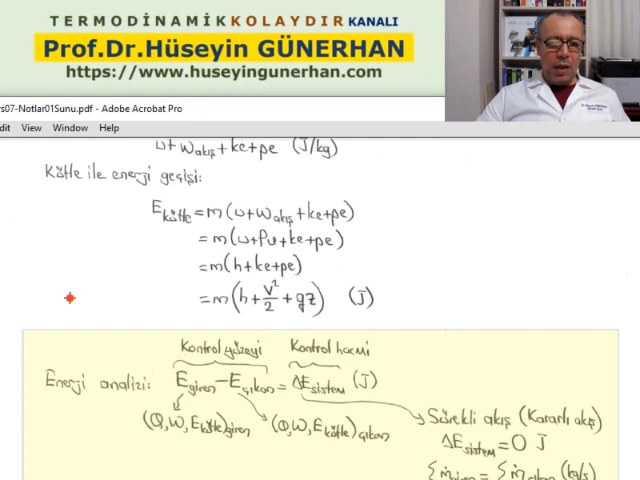 TERMODİNAMİKKOLAYDIR KANALI
Prof.Dr.Hüseyin GÜNERHAN
https://www.huseyingunerhan.com
rs07-Notlar01Sunu.pdf - Adobe Acrobat Pro
dit View Window Help
u+wakış+ke+pe (J/kg)
Kütle ile enerji geçişi:
Ekütle=m(u+wakış+ke+pe)
=m(u+Pv+ke+pe)
=m(h+ke+pe)
=m(h+V²/2+gz) (J)
Kontrol yüzeyi Kontrol hacmi
Enerji analizi: Egiren−Eçıkan=ΔEsistem (J)
(Q,W,Ekütle)giren (Q,W,Ekütle)çıkan Sürekli akış (Kararlı akış)
ΔEsistem=0 J
Σṁgiren=Σṁçıkan (kg/s)